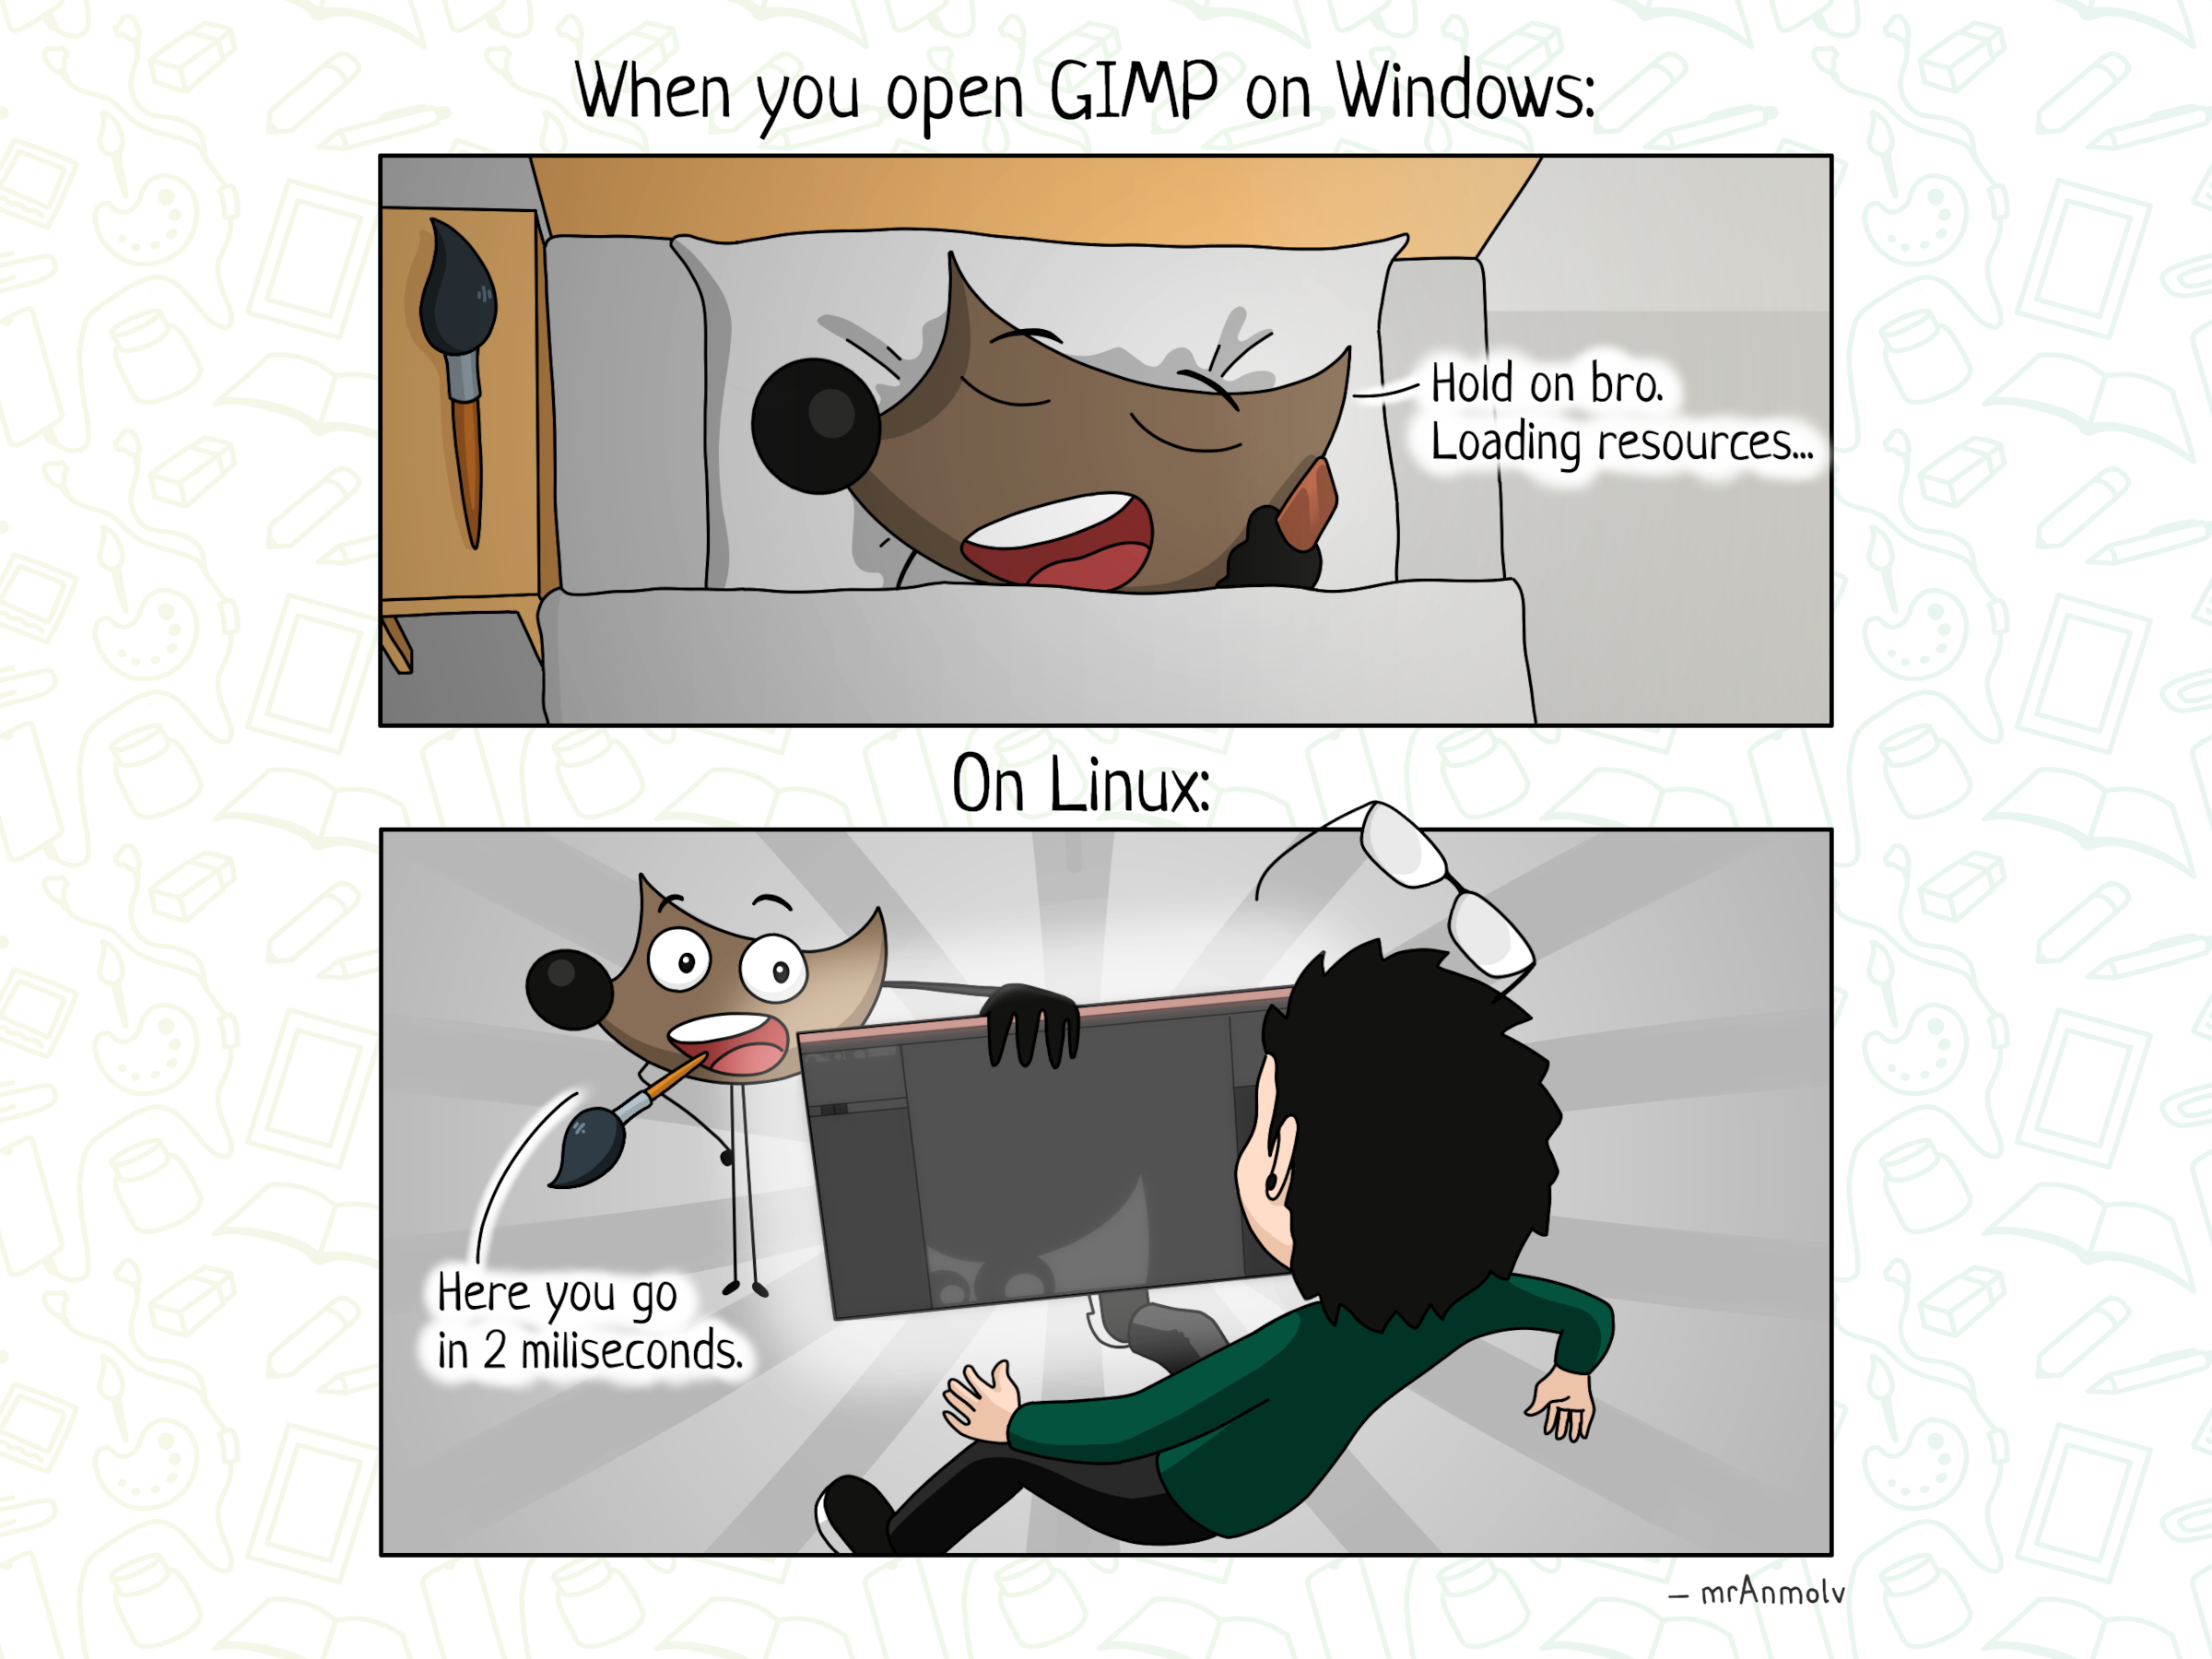 When you open GIMP on Windows:
Hold on bro.
Loading resources...
On Linux:
Here you go
in 2 miliseconds.
– mrAnmolv